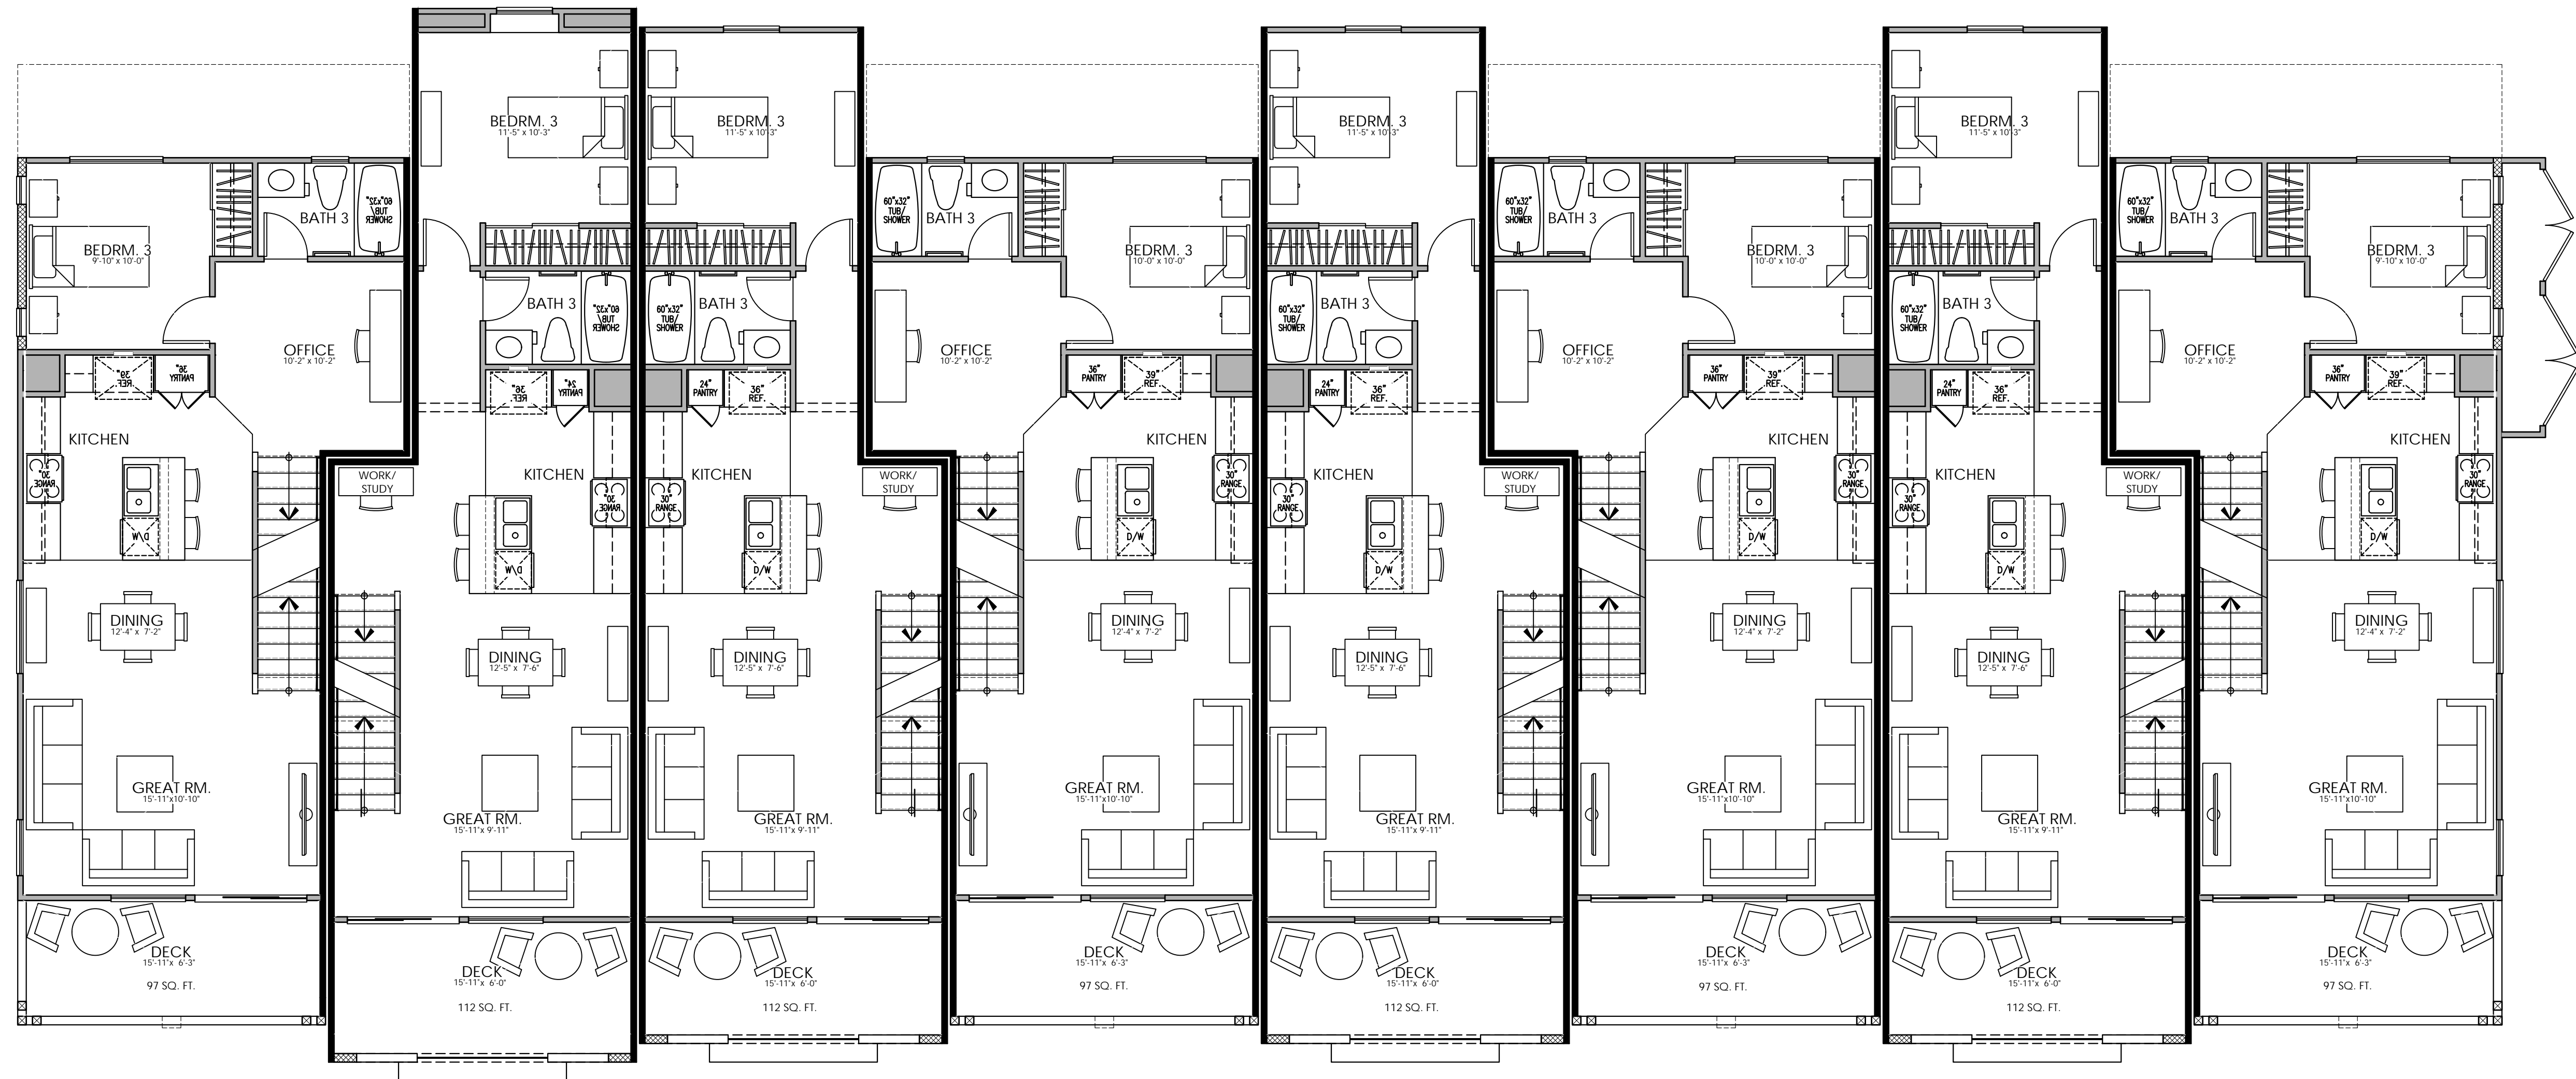 BEDRM. 3
9'-10" x 10'-0"
BATH 3
60"x32"
TUB/
SHOWER
OFFICE
10'-2" x 10'-2"
39"
REF.
36"
PANTRY
KITCHEN
30"
RANGE
D/W
DINING
12'-4" x 7'-2"
GREAT RM.
15'-11"x10'-10"
DECK
15'-11"x 6'-3"
97 SQ. FT.
BEDRM. 3
11'-5" x 10'-3"
BATH 3
60"x32"
TUB/
SHOWER
36"
REF.
24"
PANTRY
WORK/
STUDY
KITCHEN
30"
RANGE
D/W
DINING
12'-5" x 7'-6"
GREAT RM.
15'-11"x 9'-11"
DECK
15'-11"x 6'-0"
112 SQ. FT.
BEDRM. 3
11'-5" x 10'-3"
60"x32"
TUB/
SHOWER
BATH 3
24"
PANTRY
36"
REF.
KITCHEN
WORK/
STUDY
30"
RANGE
D/W
DINING
12'-5" x 7'-6"
GREAT RM.
15'-11"x 9'-11"
DECK
15'-11"x 6'-0"
112 SQ. FT.
60"x32"
TUB/
SHOWER
BATH 3
BEDRM. 3
10'-0" x 10'-0"
OFFICE
10'-2" x 10'-2"
36"
PANTRY
39"
REF.
KITCHEN
30"
RANGE
D/W
DINING
12'-4" x 7'-2"
GREAT RM.
15'-11"x10'-10"
DECK
15'-11"x 6'-3"
97 SQ. FT.
BEDRM. 3
11'-5" x 10'-3"
60"x32"
TUB/
SHOWER
BATH 3
24"
PANTRY
36"
REF.
KITCHEN
WORK/
STUDY
30"
RANGE
D/W
DINING
12'-5" x 7'-6"
GREAT RM.
15'-11"x 9'-11"
DECK
15'-11"x 6'-0"
112 SQ. FT.
60"x32"
TUB/
SHOWER
BATH 3
BEDRM. 3
10'-0" x 10'-0"
OFFICE
10'-2" x 10'-2"
36"
PANTRY
39"
REF.
KITCHEN
30"
RANGE
D/W
DINING
12'-4" x 7'-2"
GREAT RM.
15'-11"x10'-10"
DECK
15'-11"x 6'-3"
97 SQ. FT.
BEDRM. 3
11'-5" x 10'-3"
60"x32"
TUB/
SHOWER
BATH 3
24"
PANTRY
36"
REF.
KITCHEN
WORK/
STUDY
30"
RANGE
D/W
DINING
12'-5" x 7'-6"
GREAT RM.
15'-11"x 9'-11"
DECK
15'-11"x 6'-0"
112 SQ. FT.
60"x32"
TUB/
SHOWER
BATH 3
BEDRM. 3
9'-10" x 10'-0"
OFFICE
10'-2" x 10'-2"
36"
PANTRY
39"
REF.
KITCHEN
30"
RANGE
D/W
DINING
12'-4" x 7'-2"
GREAT RM.
15'-11"x10'-10"
DECK
15'-11"x 6'-3"
97 SQ. FT.